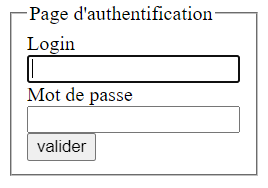 Page d'authentification
Login
Mot de passe
valider